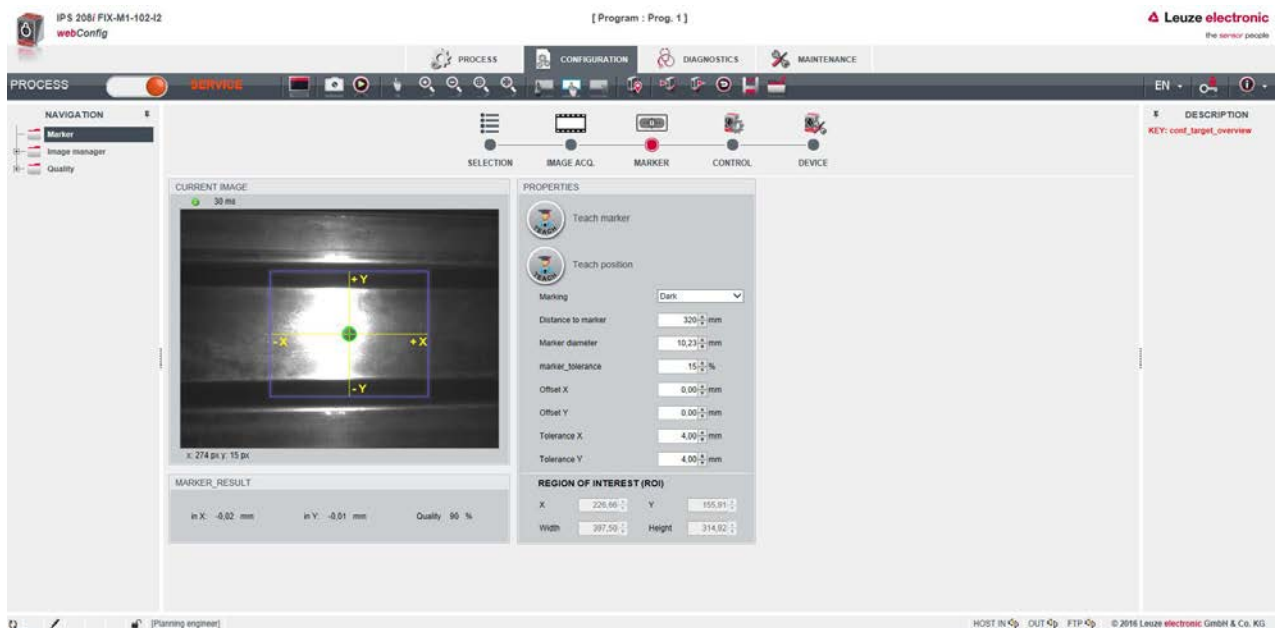 IPS 208i FIX-M1-102-I2
webConfig
[ Program : Prog. 1 ]
Leuze electronic
the sensor people
PROCESS
CONFIGURATION
DIAGNOSTICS
MAINTENANCE
PROCESS
SERVICE
EN
NAVIGATION
Marker
Image manager
Quality
SELECTION
IMAGE ACQ.
MARKER
CONTROL
DEVICE
DESCRIPTION
KEY: conf_target_overview
CURRENT IMAGE
30 ms
+ Y
- X
+ X
- Y
x: 274 px y: 15 px
MARKER_RESULT
in X: -0,02 mm
in Y: -0,01 mm
Quality 90 %
PROPERTIES
TEACH
Teach marker
TEACH
Teach position
Marking Dark
Distance to marker 320 mm
Marker diameter 10,23 mm
marker_tolerance 15 %
Offset X 0,00 mm
Offset Y 0,00 mm
Tolerance X 4,00 mm
Tolerance Y 4,00 mm
REGION OF INTEREST (ROI)
X 226,66 Y 155,91
Width 397,50 Height 314,92
[Planning engineer]
HOST IN OUT FTP © 2016 Leuze electronic GmbH & Co. KG